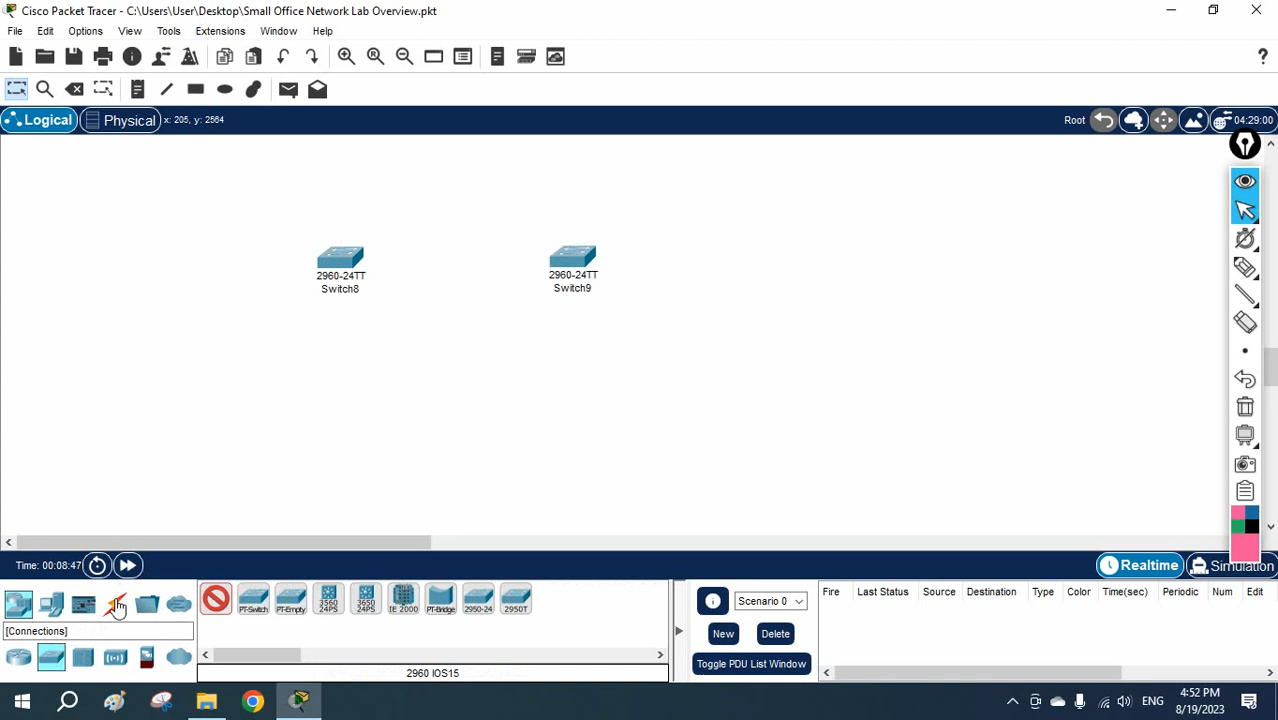 Cisco Packet Tracer - C:\Users\User\Desktop\Small Office Network Lab Overview.pkt
File Edit Options View Tools Extensions Window Help
Logical Physical x: 205, y: 2564 Root 04:29:00
2960-24TT
Switch8
2960-24TT
Switch9
Time: 00:08:47 Realtime Simulation
PT-Switch PT-Empty 3560 24PS 3650 24PS IE 2000 PT-Bridge 2950-24 2950T
Scenario 0
Fire Last Status Source Destination Type Color Time(sec) Periodic Num Edit
[Connections]
New Delete
Toggle PDU List Window
2960 IOS15
ENG
4:52 PM
8/19/2023